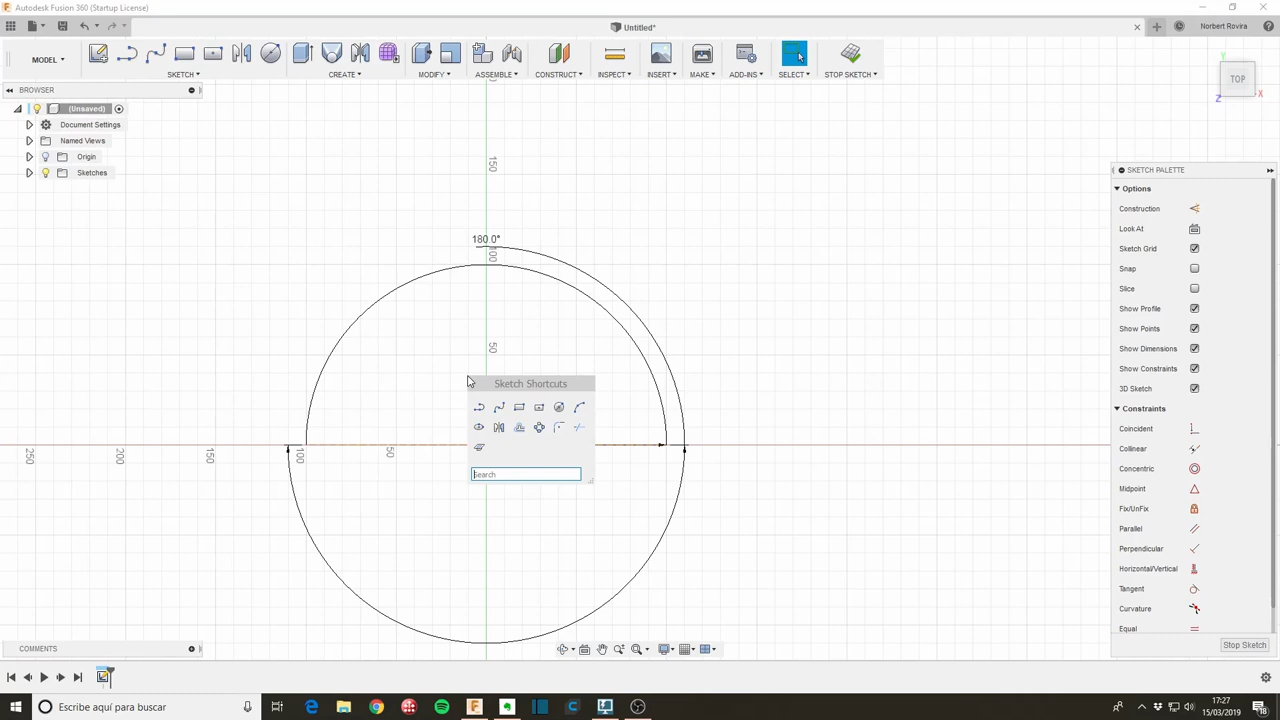 Autodesk Fusion 360 (Startup License)
Untitled*
Norbert Rovira
MODEL
SKETCH
CREATE
MODIFY
ASSEMBLE
CONSTRUCT
INSPECT
INSERT
MAKE
ADD-INS
SELECT
STOP SKETCH
BROWSER
(Unsaved)
Document Settings
Named Views
Origin
Sketches
Y
TOP
X
Z
150
180.0°
100
50
250
200
150
100
50
Sketch Shortcuts
Search
SKETCH PALETTE
Options
Construction
Look At
Sketch Grid
Snap
Slice
Show Profile
Show Points
Show Dimensions
Show Constraints
3D Sketch
Constraints
Coincident
Collinear
Concentric
Midpoint
Fix/UnFix
Parallel
Perpendicular
Horizontal/Vertical
Tangent
Curvature
Equal
Stop Sketch
COMMENTS
Escribe aquí para buscar
17:27
15/03/2019
18